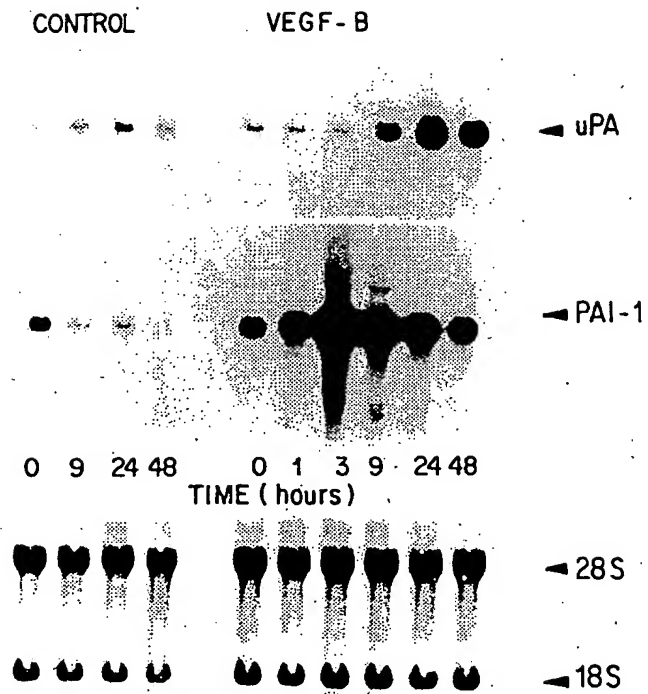 CONTROL VEGF-B
uPA
PAI-1
0 9 24 48 0 1 3 9 24 48
TIME (hours)
28S
18S